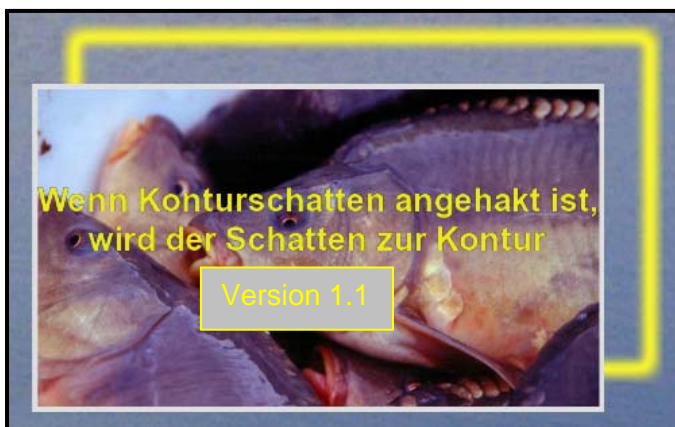 Wenn Konturschatten angehakt ist,
wird der Schatten zur Kontur
Version 1.1